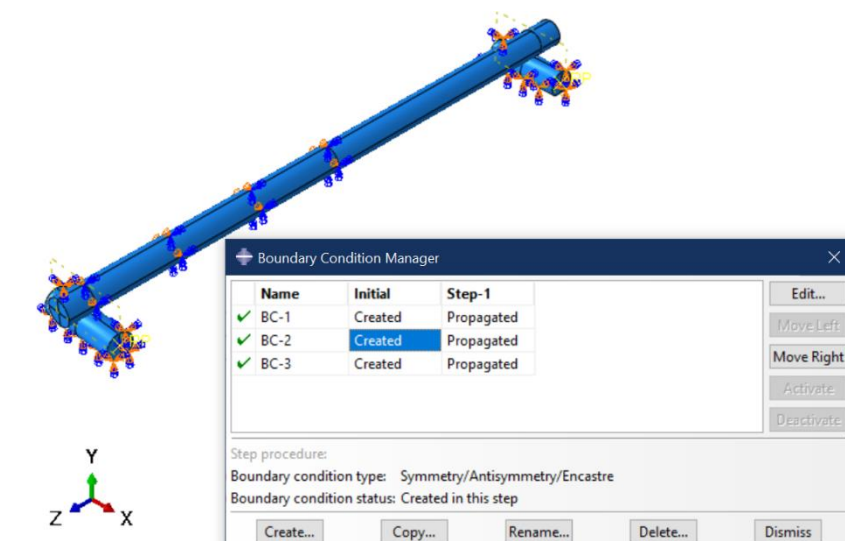 RP
RP
Boundary Condition Manager
Name Initial Step-1
BC-1 Created Propagated
BC-2 Created Propagated
BC-3 Created Propagated
Edit...
Move Left
Move Right
Activate
Deactivate
Step procedure:
Boundary condition type: Symmetry/Antisymmetry/Encastre
Boundary condition status: Created in this step
Create... Copy... Rename... Delete... Dismiss
Y
Z X